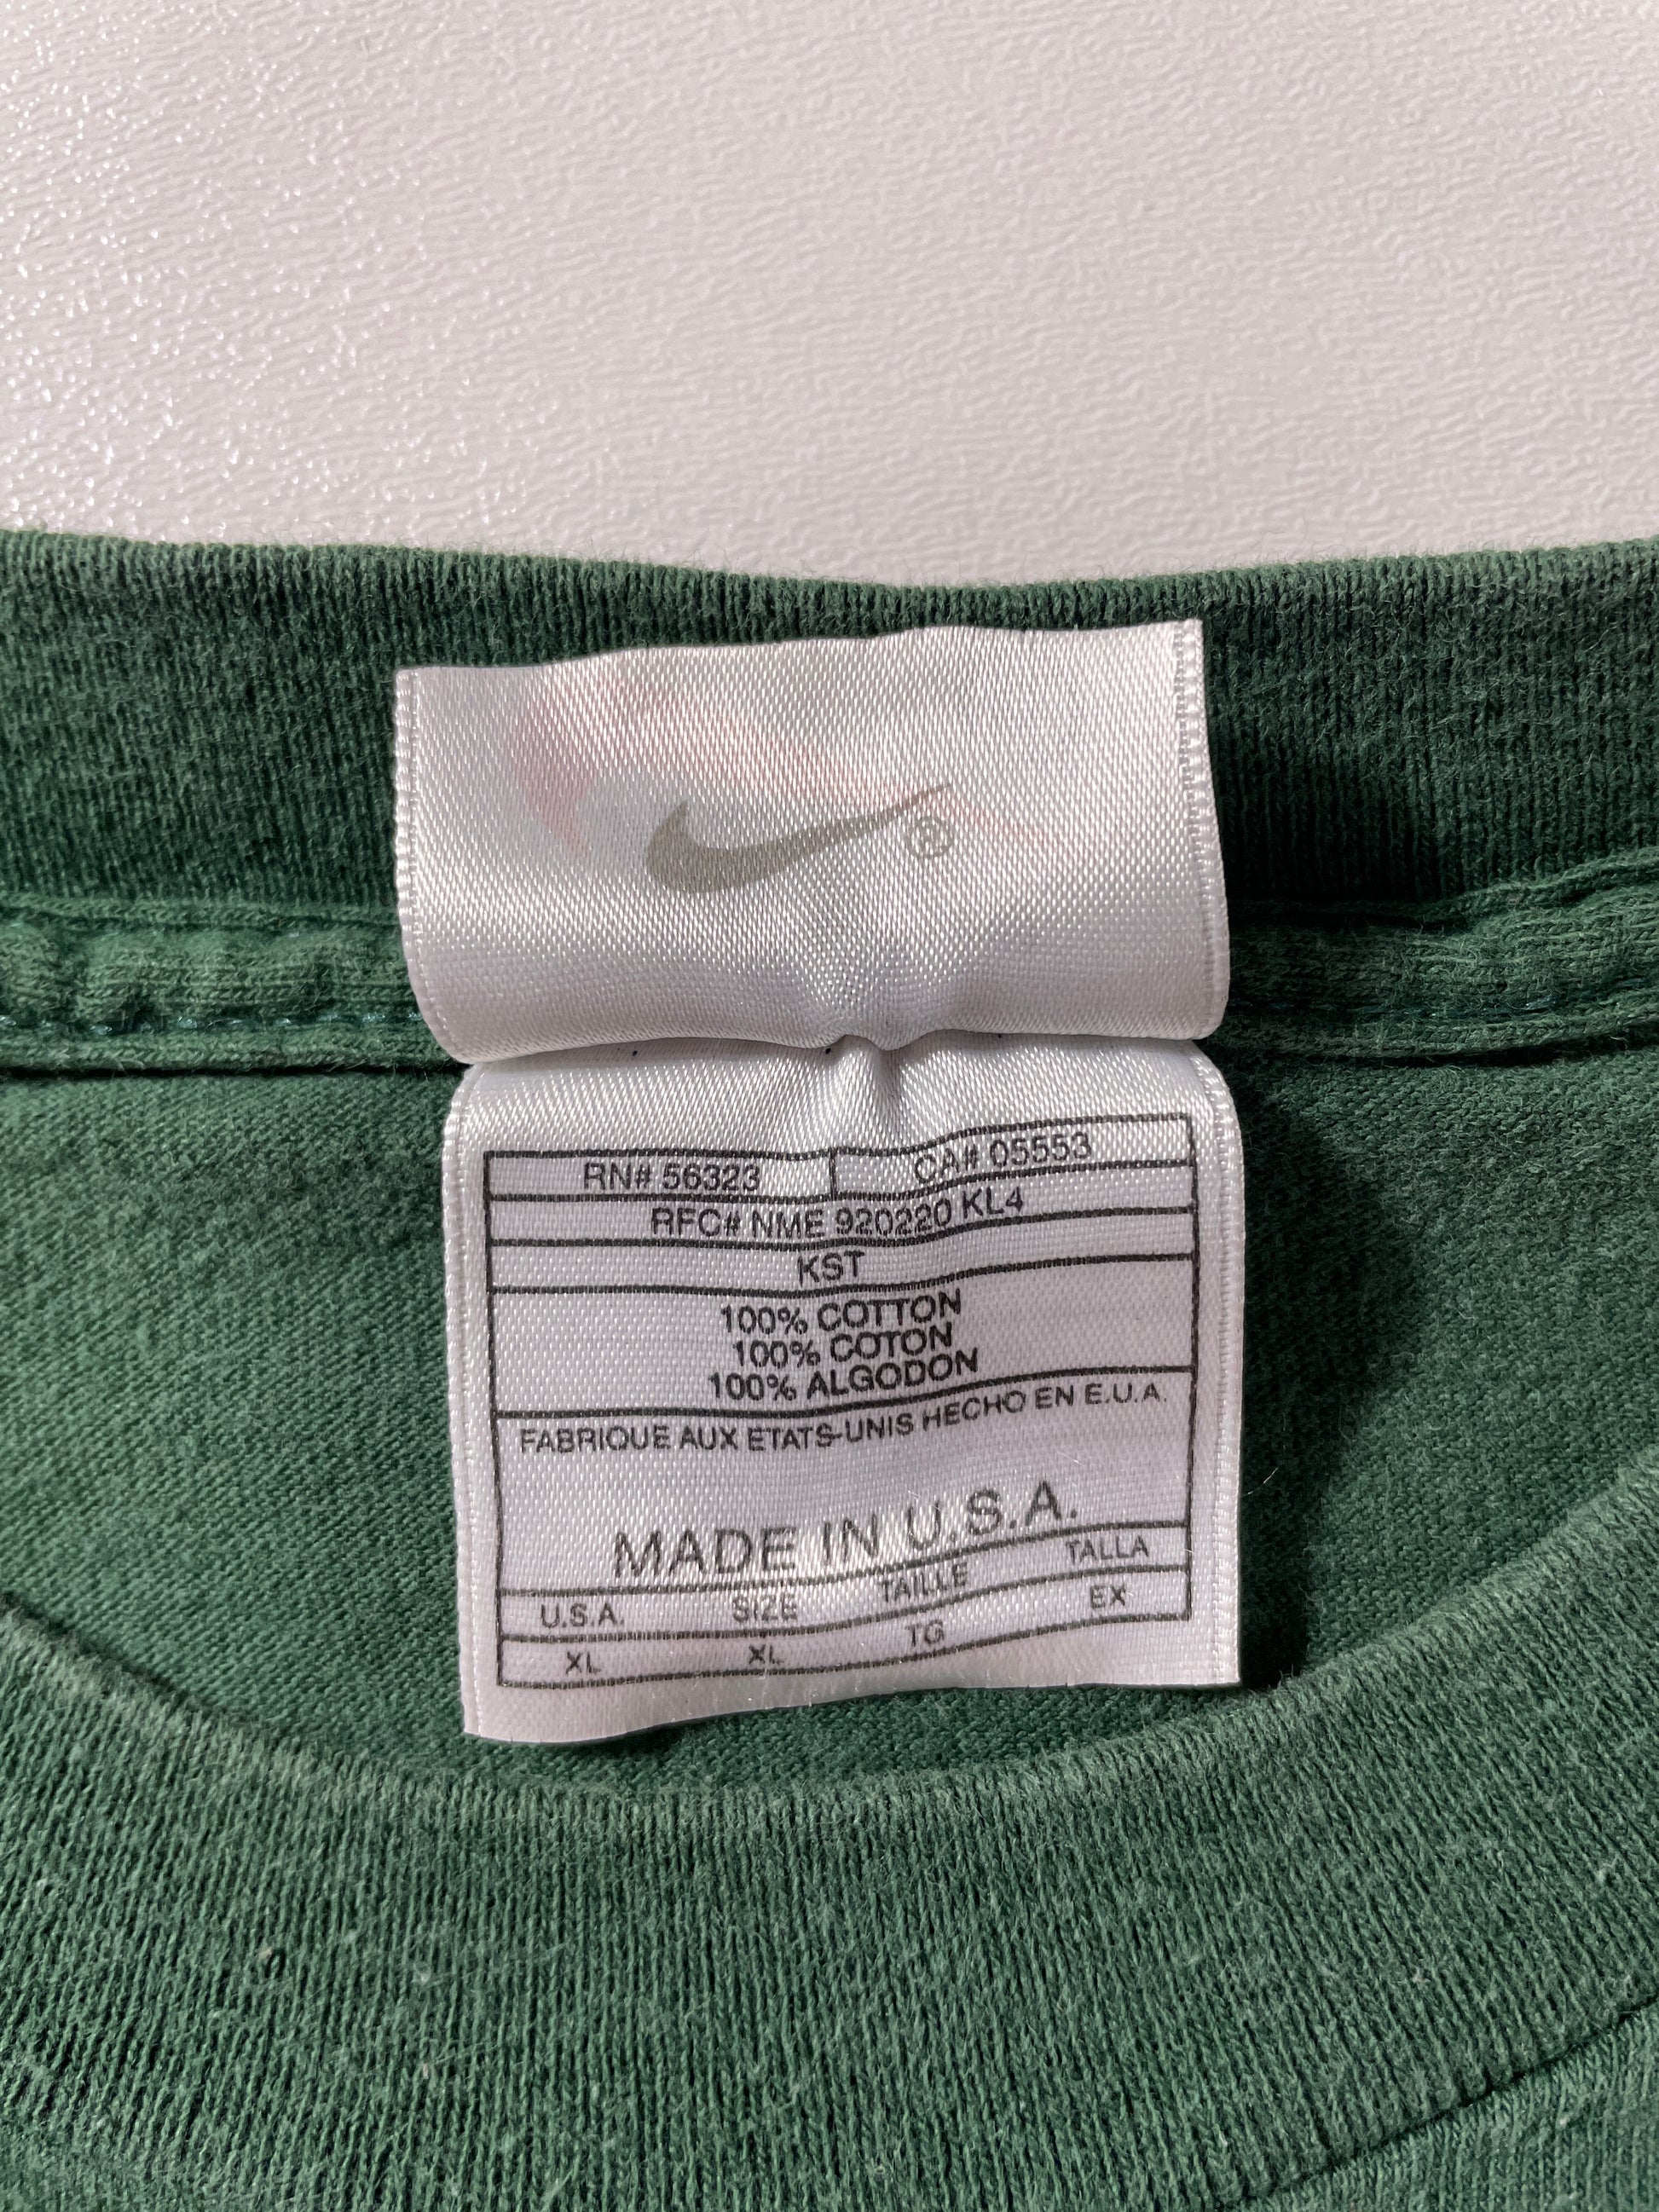 ®
RN# 56323 CA# 05553
RFC# NME 920220 KL4
KST
100% COTTON
100% COTON
100% ALGODON
FABRIQUE AUX ETATS-UNIS HECHO EN E.U.A.
MADE IN U.S.A.
U.S.A. SIZE TAILLE TALLA
XL XL TG EX